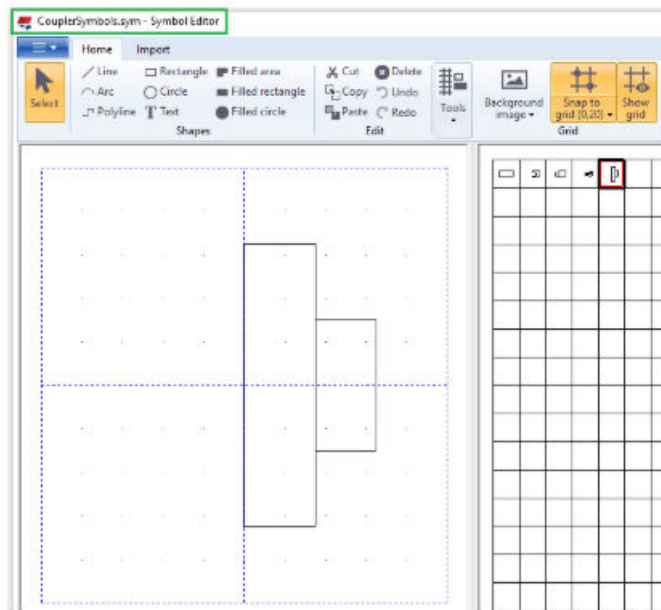 CouplerSymbols.sym - Symbol Editor
Home Import
Line Rectangle Filled area Cut Delete
Select Arc Circle Filled rectangle Copy Undo Tools Background image Snap to grid (0,20) Show grid
Polyline Text Filled circle Paste Redo
Shapes Edit Grid